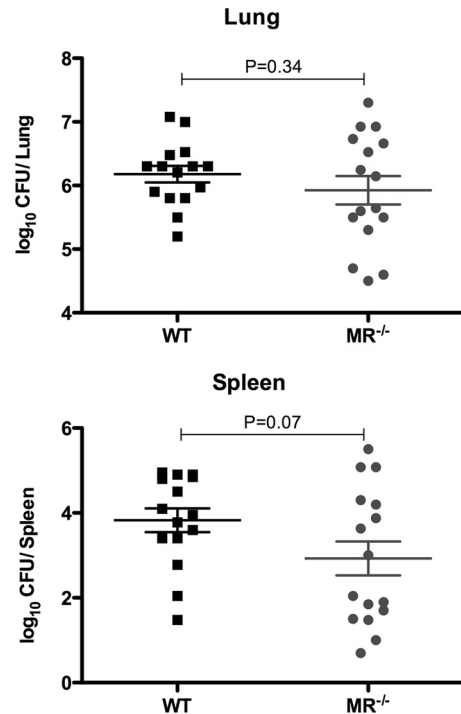 Lung
P=0.34
8
7
6
5
4
log₁₀ CFU/ Lung
WT
MR⁻/⁻
Spleen
P=0.07
6
4
2
0
log₁₀ CFU/ Spleen
WT
MR⁻/⁻